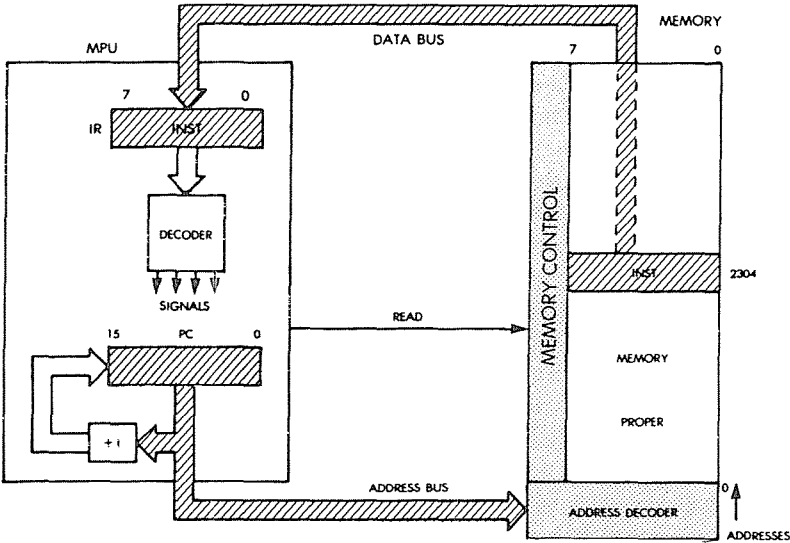 MEMORY
DATA BUS
MPU
7 0
7 0
IR
INST
DECODER
SIGNALS
MEMORY CONTROL
INST
2304
READ
15 PC 0
MEMORY
PROPER
+ i
ADDRESS BUS
0
ADDRESS DECODER
ADDRESSES